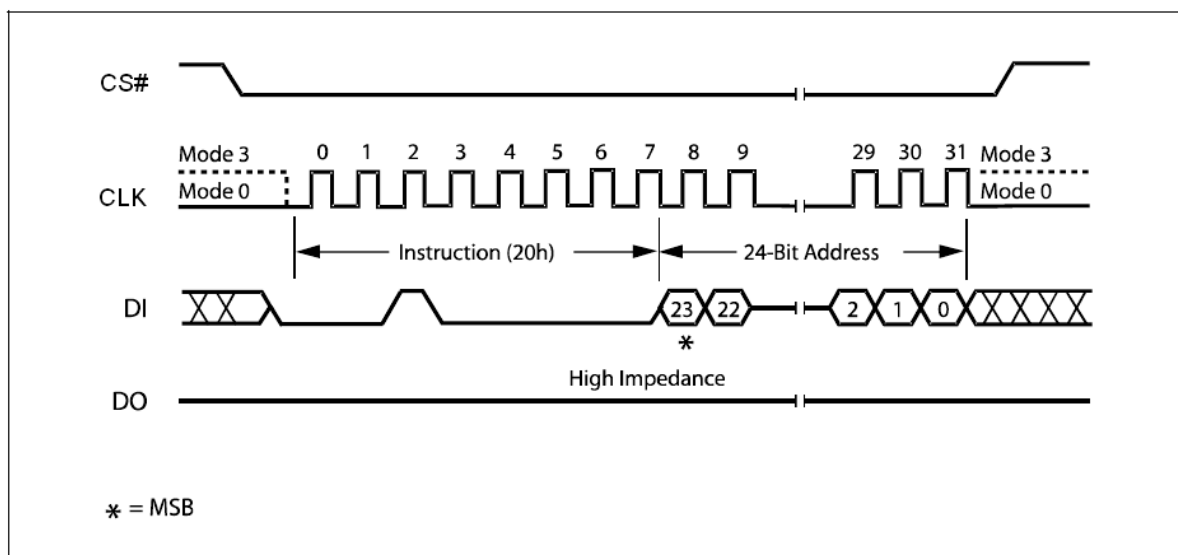 CS#
Mode 3
0 1 2 3 4 5 6 7 8 9 29 30 31
Mode 3
CLK
Mode 0
Mode 0
Instruction (20h)
24-Bit Address
DI
23 22 2 1 0
*
High Impedance
DO
* = MSB